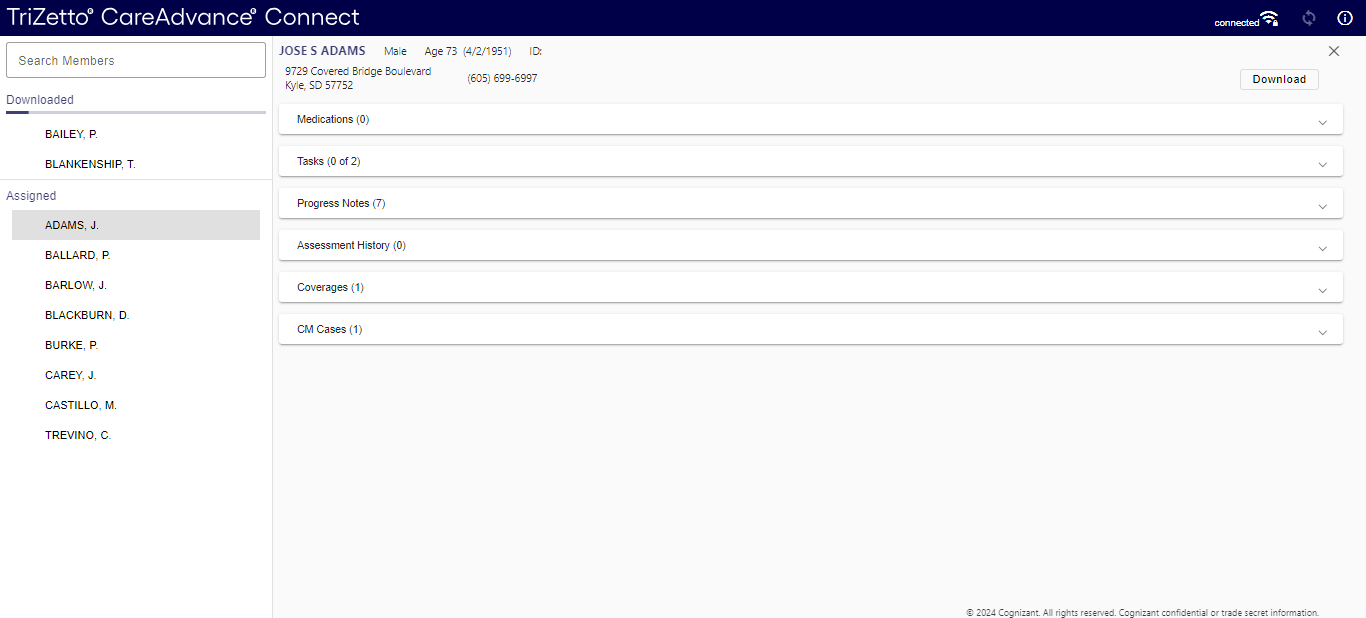 TriZetto® CareAdvance® Connect
connected
Search Members
Downloaded
BAILEY, P.
BLANKENSHIP, T.
Assigned
ADAMS, J.
BALLARD, P.
BARLOW, J.
BLACKBURN, D.
BURKE, P.
CAREY, J.
CASTILLO, M.
TREVINO, C.
JOSE S ADAMS Male Age 73 (4/2/1951) ID:
9729 Covered Bridge Boulevard
Kyle, SD 57752
(605) 699-6997
Download
Medications (0)
Tasks (0 of 2)
Progress Notes (7)
Assessment History (0)
Coverages (1)
CM Cases (1)
© 2024 Cognizant. All rights reserved. Cognizant confidential or trade secret information.